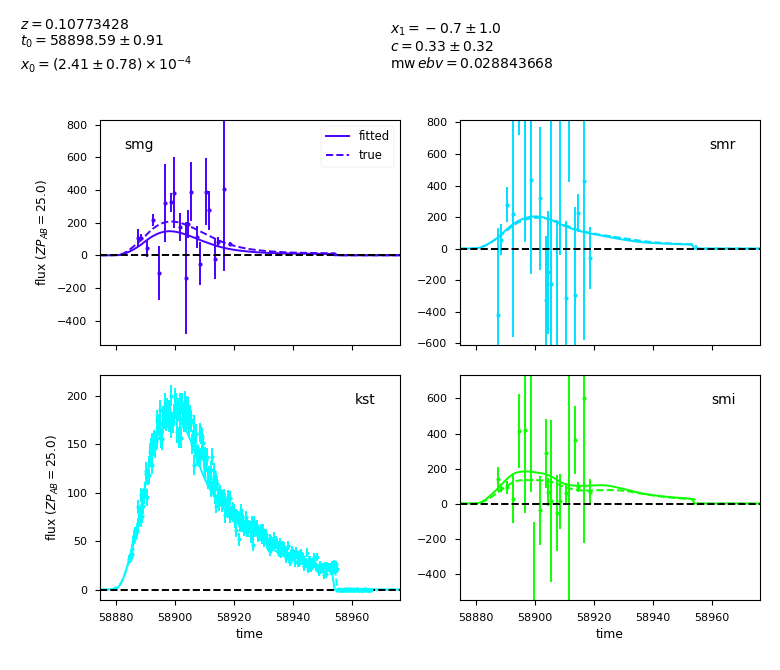 z = 0.10773428
t₀ = 58898.59 ± 0.91
x₀ = (2.41 ± 0.78) × 10⁻⁴
x₁ = −0.7 ± 1.0
c = 0.33 ± 0.32
mw ebv = 0.028843668
smg
fitted
true
800
600
400
200
0
−200
−400
flux (ZP_AB = 25.0)
smr
800
600
400
200
0
−200
−400
−600
kst
200
150
100
50
0
flux (ZP_AB = 25.0)
58880 58900 58920 58940 58960
time
smi
600
400
200
0
−200
−400
58880 58900 58920 58940 58960
time